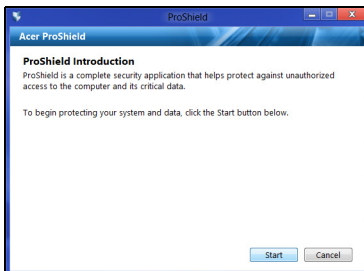 ProShield
Acer ProShield
ProShield Introduction
ProShield is a complete security application that helps protect against unauthorized
access to the computer and its critical data.
To begin protecting your system and data, click the Start button below.
Start Cancel